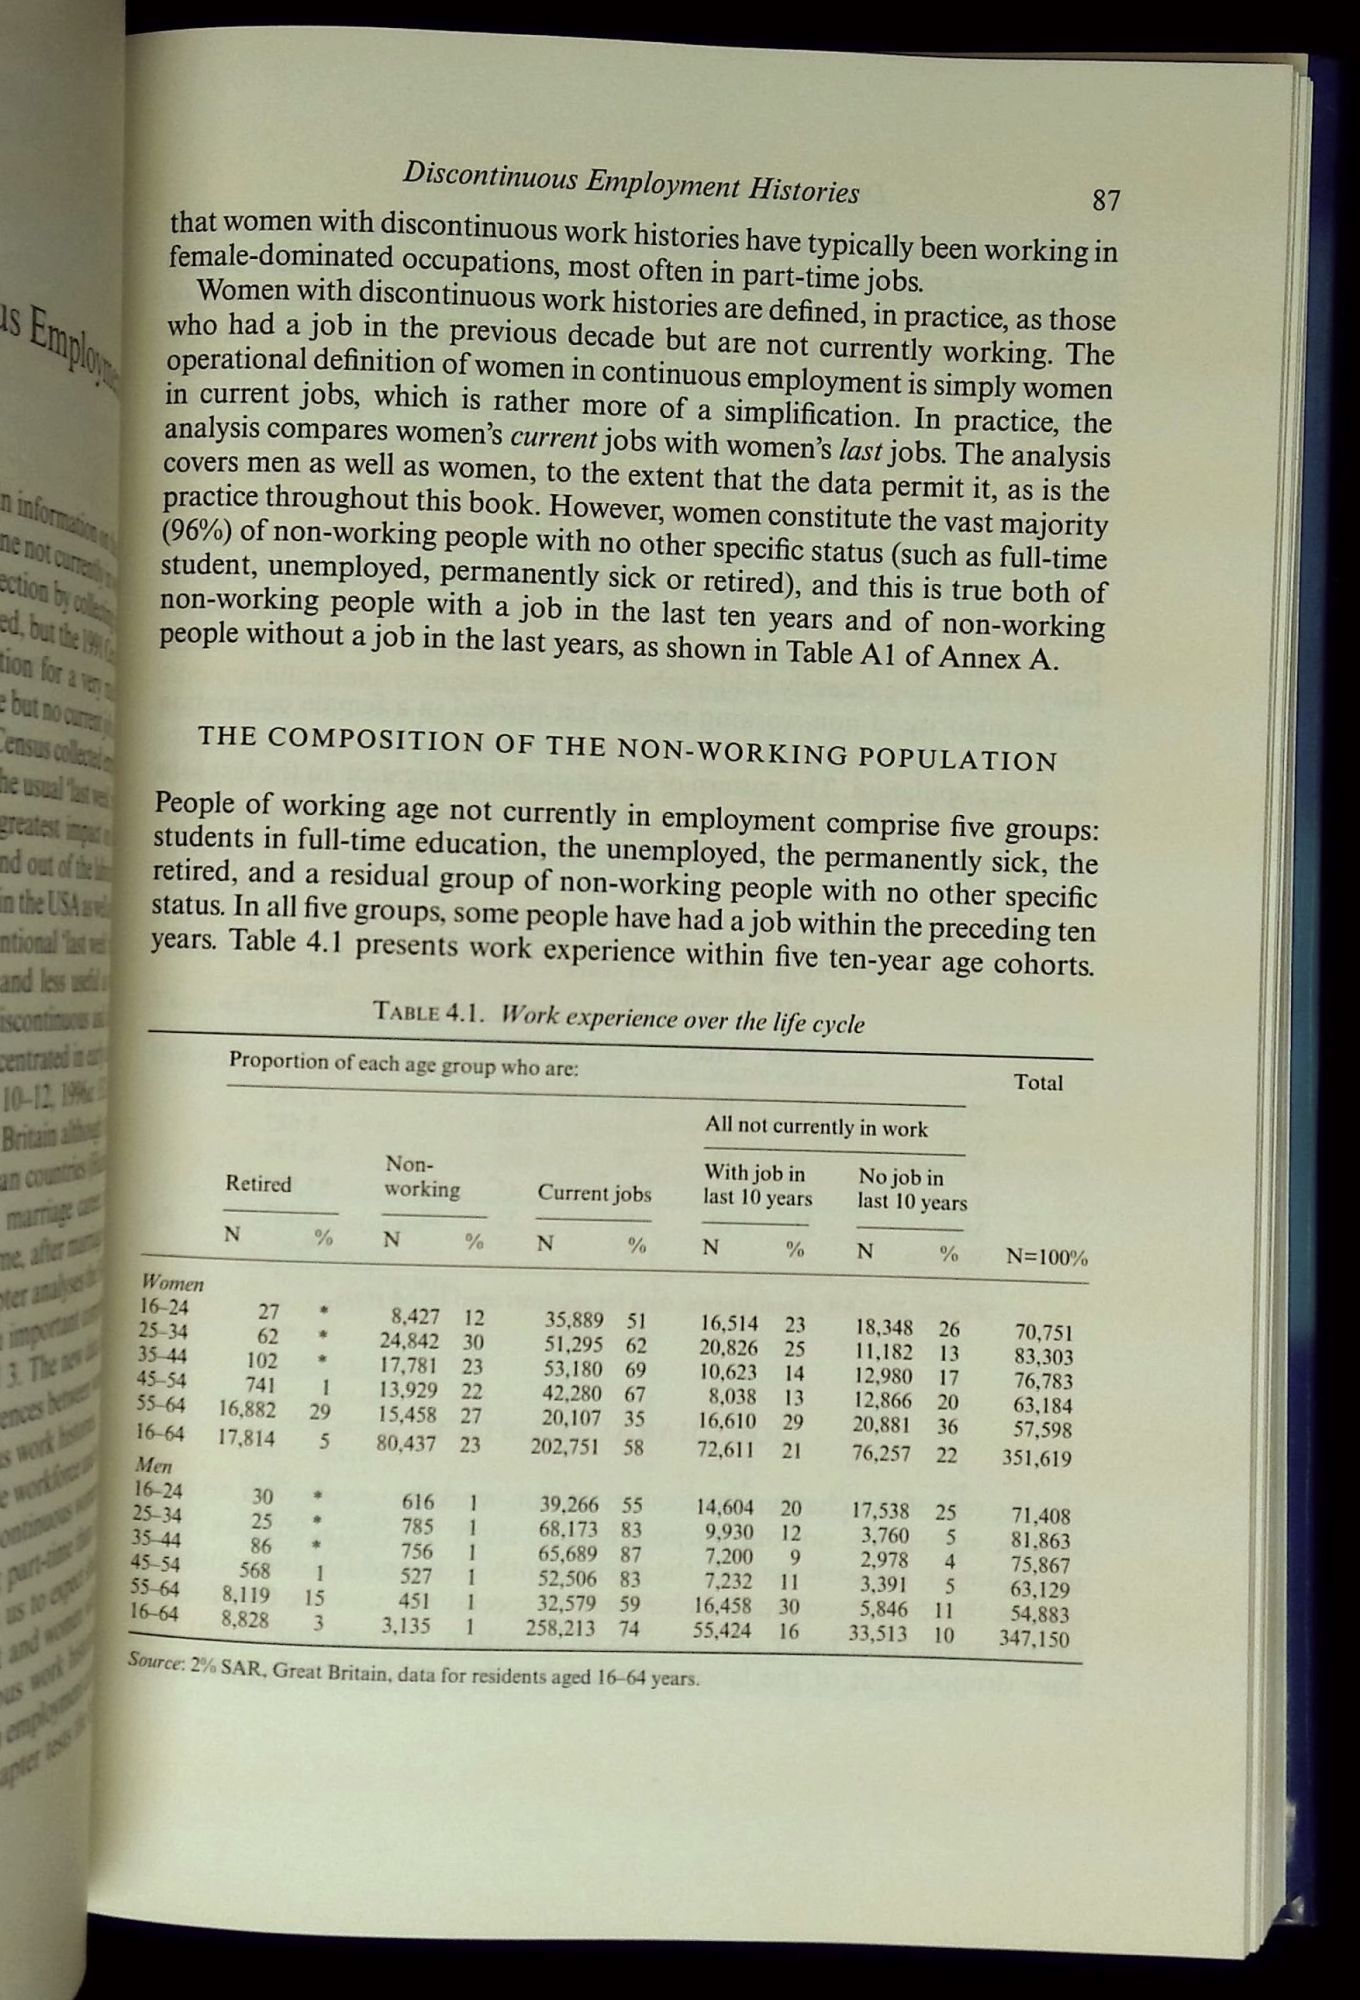 Discontinuous Employment Histories 87
that women with discontinuous work histories have typically been working in
female-dominated occupations, most often in part-time jobs.
Women with discontinuous work histories are defined, in practice, as those
who had a job in the previous decade but are not currently working. The
operational definition of women in continuous employment is simply women
in current jobs, which is rather more of a simplification. In practice, the
analysis compares women's current jobs with women's last jobs. The analysis
covers men as well as women, to the extent that the data permit it, as is the
practice throughout this book. However, women constitute the vast majority
(96%) of non-working people with no other specific status (such as full-time
student, unemployed, permanently sick or retired), and this is true both of
non-working people with a job in the last ten years and of non-working
people without a job in the last years, as shown in Table A1 of Annex A.
THE COMPOSITION OF THE NON-WORKING POPULATION
People of working age not currently in employment comprise five groups:
students in full-time education, the unemployed, the permanently sick, the
retired, and a residual group of non-working people with no other specific
status. In all five groups, some people have had a job within the preceding ten
years. Table 4.1 presents work experience within five ten-year age cohorts.
TABLE 4.1. Work experience over the life cycle
Proportion of each age group who are: Total
All not currently in work
Retired Non-working Current jobs With job in last 10 years No job in last 10 years
N % N % N % N % N % N=100%
Women
16–24 27 * 8,427 12 35,889 51 16,514 23 18,348 26 70,751
25–34 62 * 24,842 30 51,295 62 20,826 25 11,182 13 83,303
35–44 102 * 17,781 23 53,180 69 10,623 14 12,980 17 76,783
45–54 741 1 13,929 22 42,280 67 8,038 13 12,866 20 63,184
55–64 16,882 29 15,458 27 20,107 35 16,610 29 20,881 36 57,598
16–64 17,814 5 80,437 23 202,751 58 72,611 21 76,257 22 351,619
Men
16–24 30 * 616 1 39,266 55 14,604 20 17,538 25 71,408
25–34 25 * 785 1 68,173 83 9,930 12 3,760 5 81,863
35–44 86 * 756 1 65,689 87 7,200 9 2,978 4 75,867
45–54 568 1 527 1 52,506 83 7,232 11 3,391 5 63,129
55–64 8,119 15 451 1 32,579 59 16,458 30 5,846 11 54,883
16–64 8,828 3 3,135 1 258,213 74 55,424 16 33,513 10 347,150
Source: 2% SAR, Great Britain, data for residents aged 16–64 years.